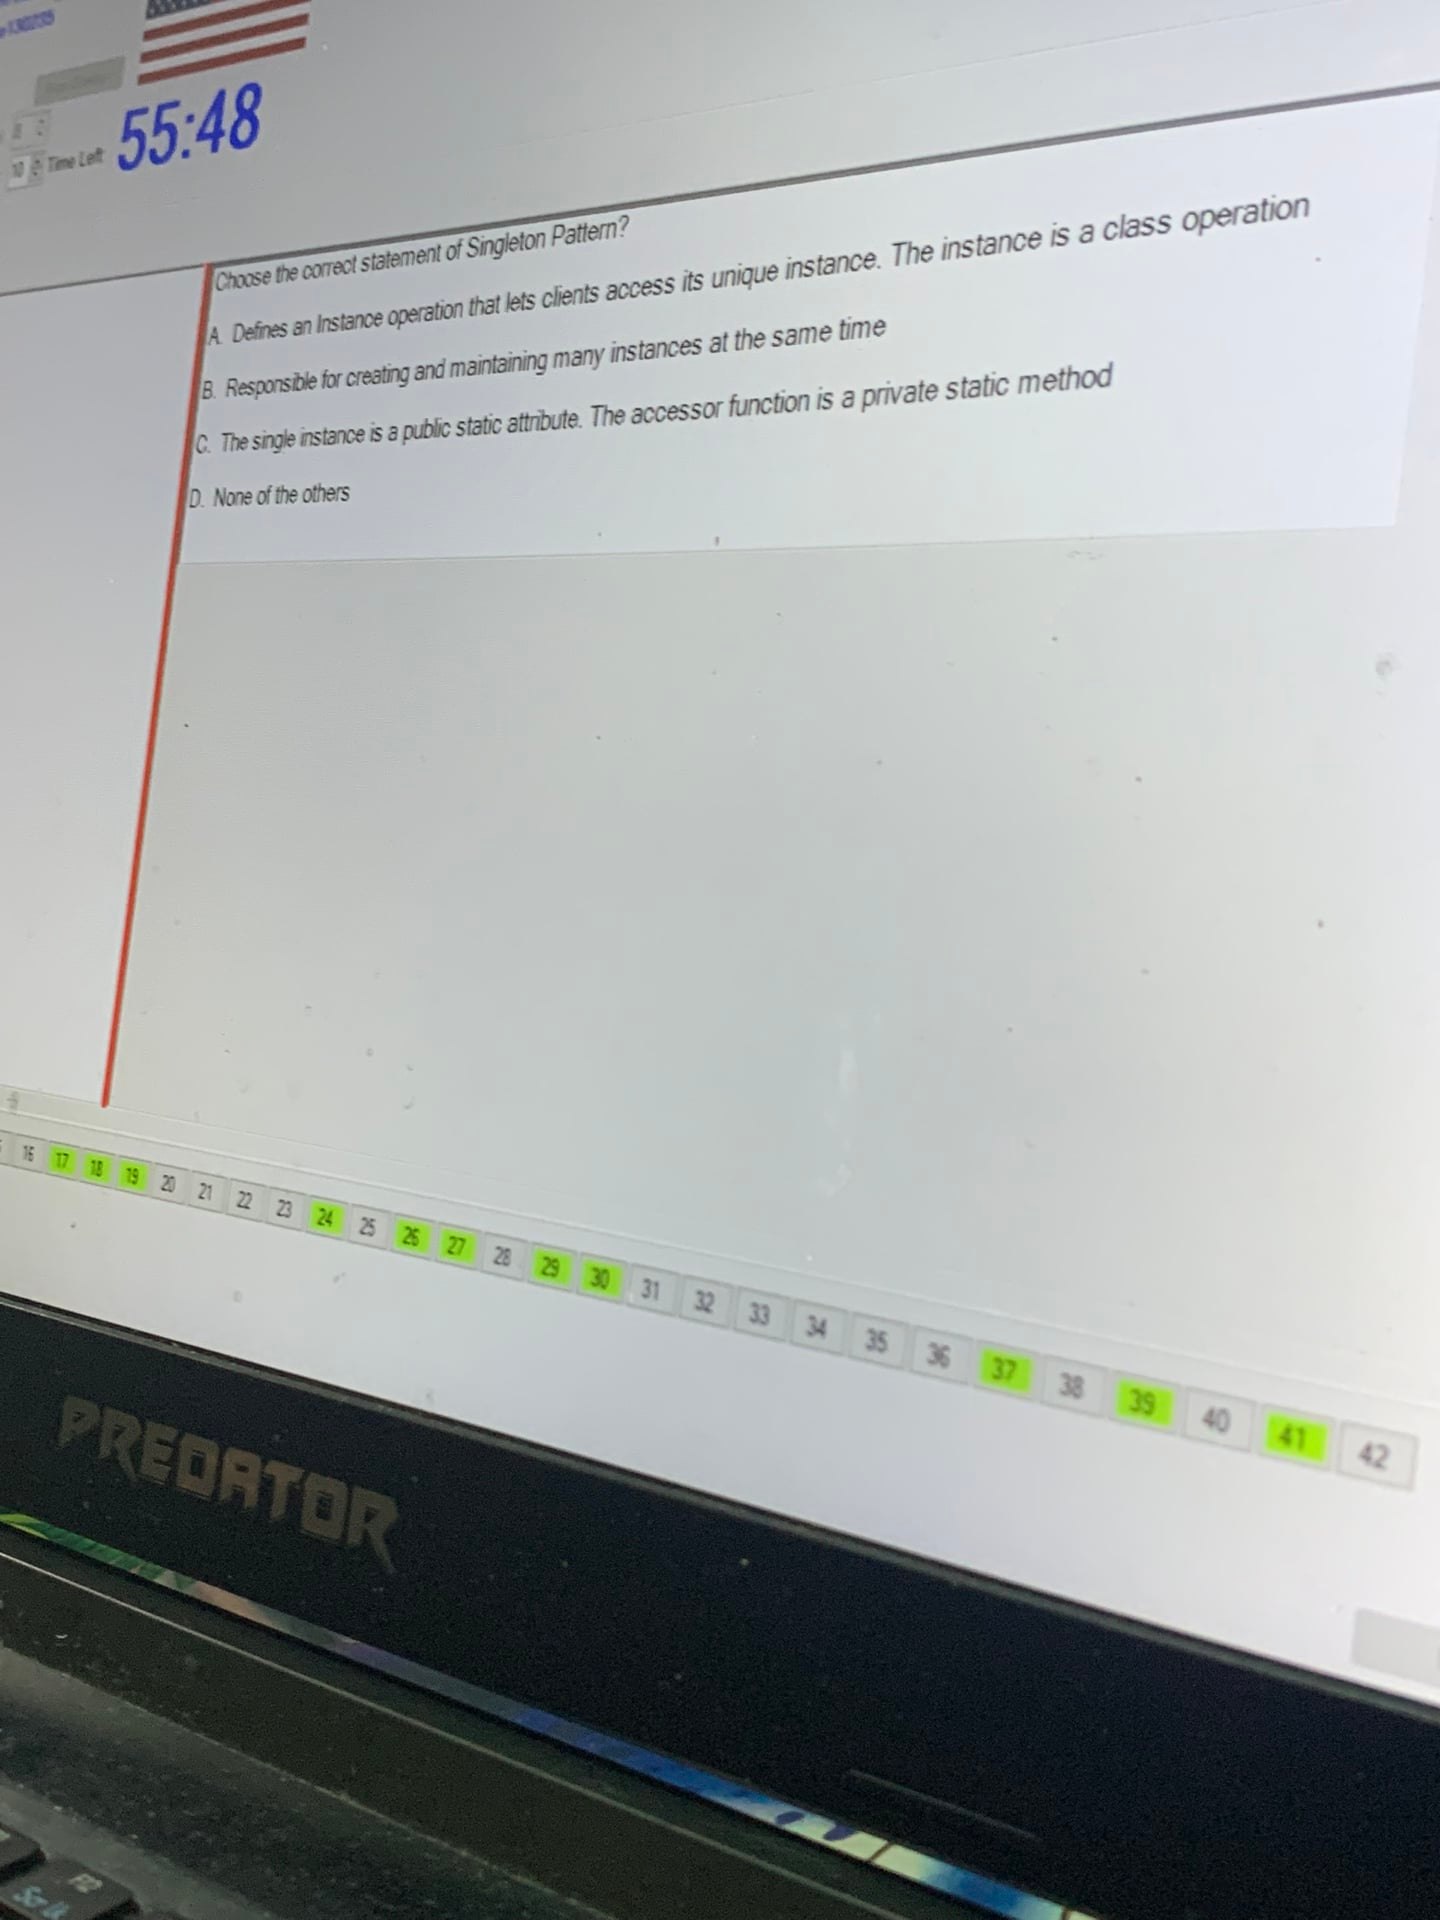 55:48
10 Time Left
Choose the correct statement of Singleton Pattern?
A. Defines an Instance operation that lets clients access its unique instance. The instance is a class operation
B. Responsible for creating and maintaining many instances at the same time
C. The single instance is a public static attribute. The accessor function is a private static method
D. None of the others
16 17 18 19 20 21 22 23 24 25 26 27 28 29 30 31 32 33 34 35 36 37 38 39 40 41 42
PREDATOR
F12